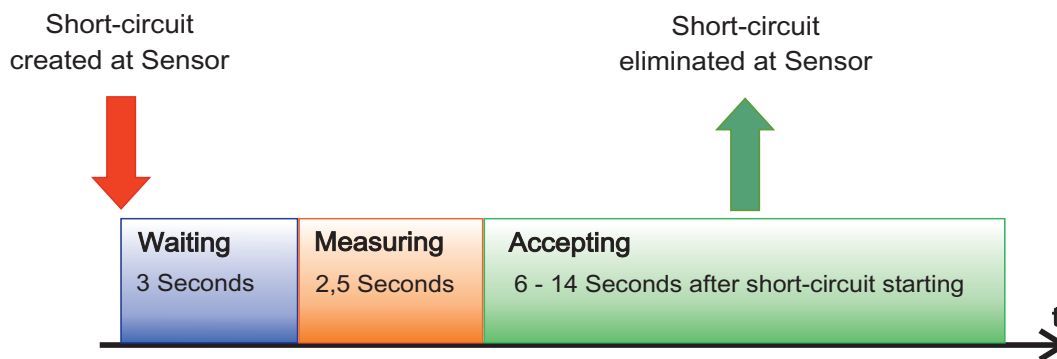 Short-circuit
created at Sensor
Short-circuit
eliminated at Sensor
Waiting
3 Seconds
Measuring
2,5 Seconds
Accepting
6 - 14 Seconds after short-circuit starting
t